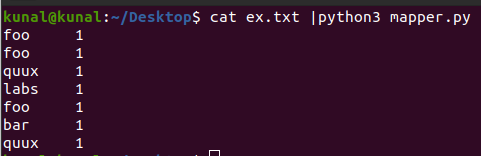 kunal@kunal:~/Desktop$ cat ex.txt |python3 mapper.py
foo 1
foo 1
quux 1
labs 1
foo 1
bar 1
quux 1